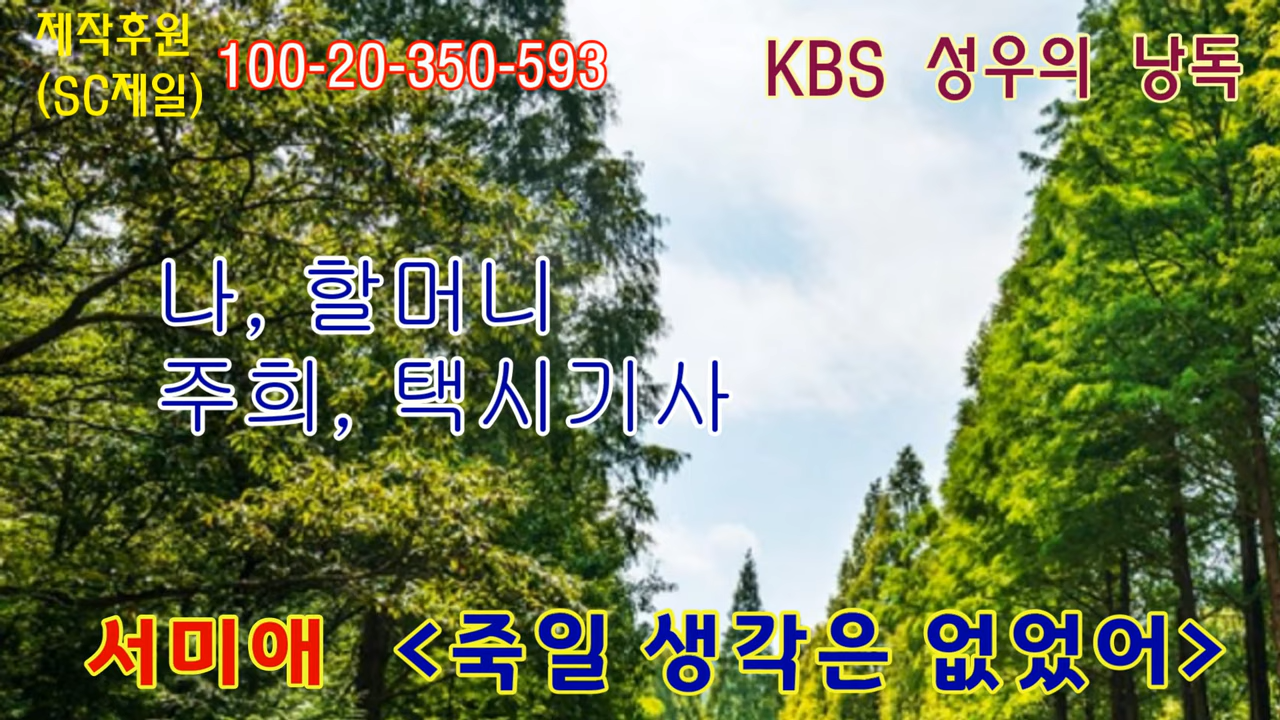 제작후원
(SC제일)
100-20-350-593
KBS 성우의 낭독
나, 할머니
주희, 택시기사
서미애 <죽일 생각은 없었어>